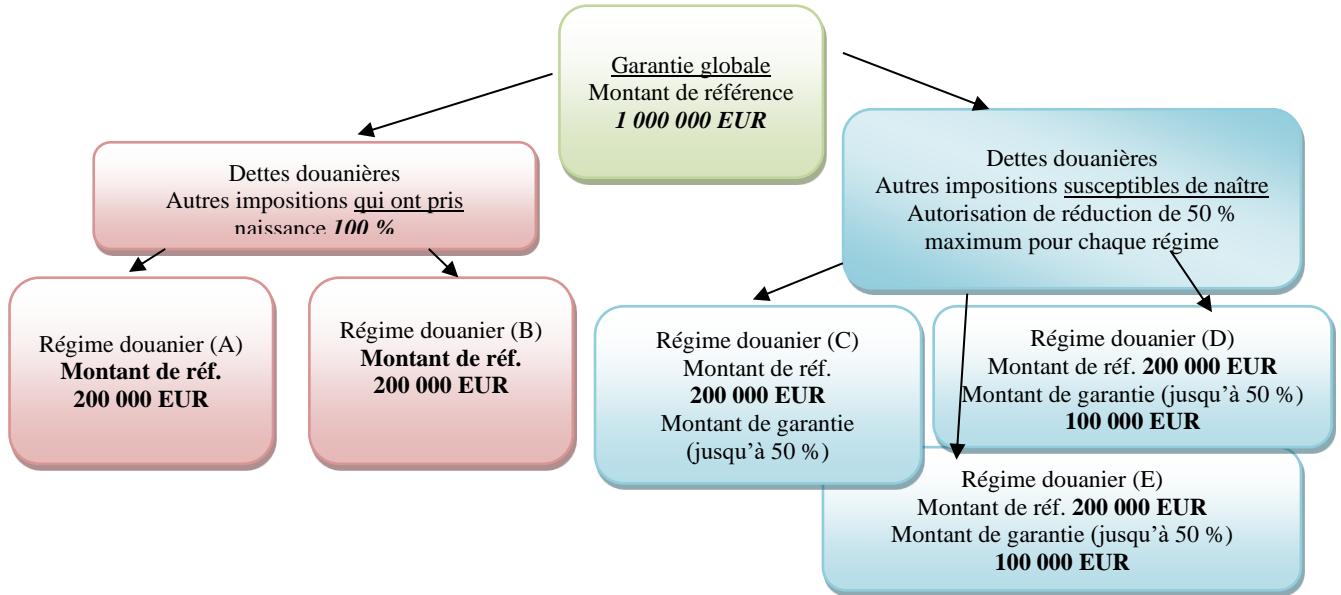 Garantie globale
Montant de référence
1 000 000 EUR
Dettes douanières
Autres impositions qui ont pris
naissance 100 %
Dettes douanières
Autres impositions susceptibles de naître
Autorisation de réduction de 50 %
maximum pour chaque régime
Régime douanier (A)
Montant de réf.
200 000 EUR
Régime douanier (B)
Montant de réf.
200 000 EUR
Régime douanier (C)
Montant de réf.
200 000 EUR
Montant de garantie
(jusqu’à 50 %)
Régime douanier (D)
Montant de réf. 200 000 EUR
Montant de garantie (jusqu’à 50 %)
100 000 EUR
Régime douanier (E)
Montant de réf. 200 000 EUR
Montant de garantie (jusqu’à 50 %)
100 000 EUR